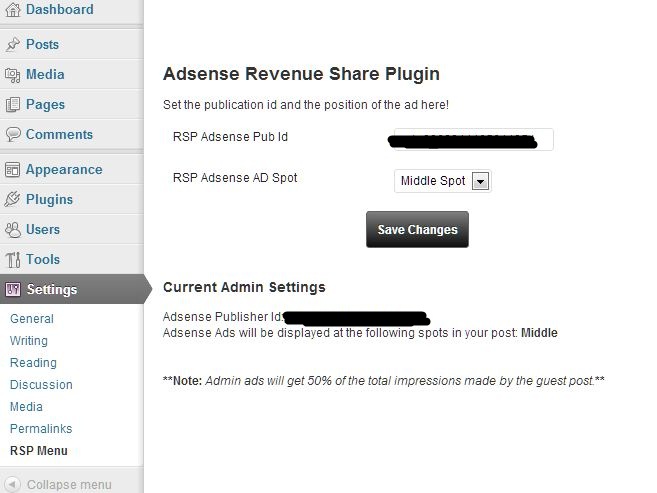 Dashboard
Posts
Media
Pages
Comments
Appearance
Plugins
Users
Tools
Settings
General
Writing
Reading
Discussion
Media
Permalinks
RSP Menu
Collapse menu
Adsense Revenue Share Plugin
Set the publication id and the position of the ad here!
RSP Adsense Pub Id
RSP Adsense AD Spot
Middle Spot
Save Changes
Current Admin Settings
Adsense Publisher Id:
Adsense Ads will be displayed at the following spots in your post: Middle
**Note: Admin ads will get 50% of the total impressions made by the guest post.**